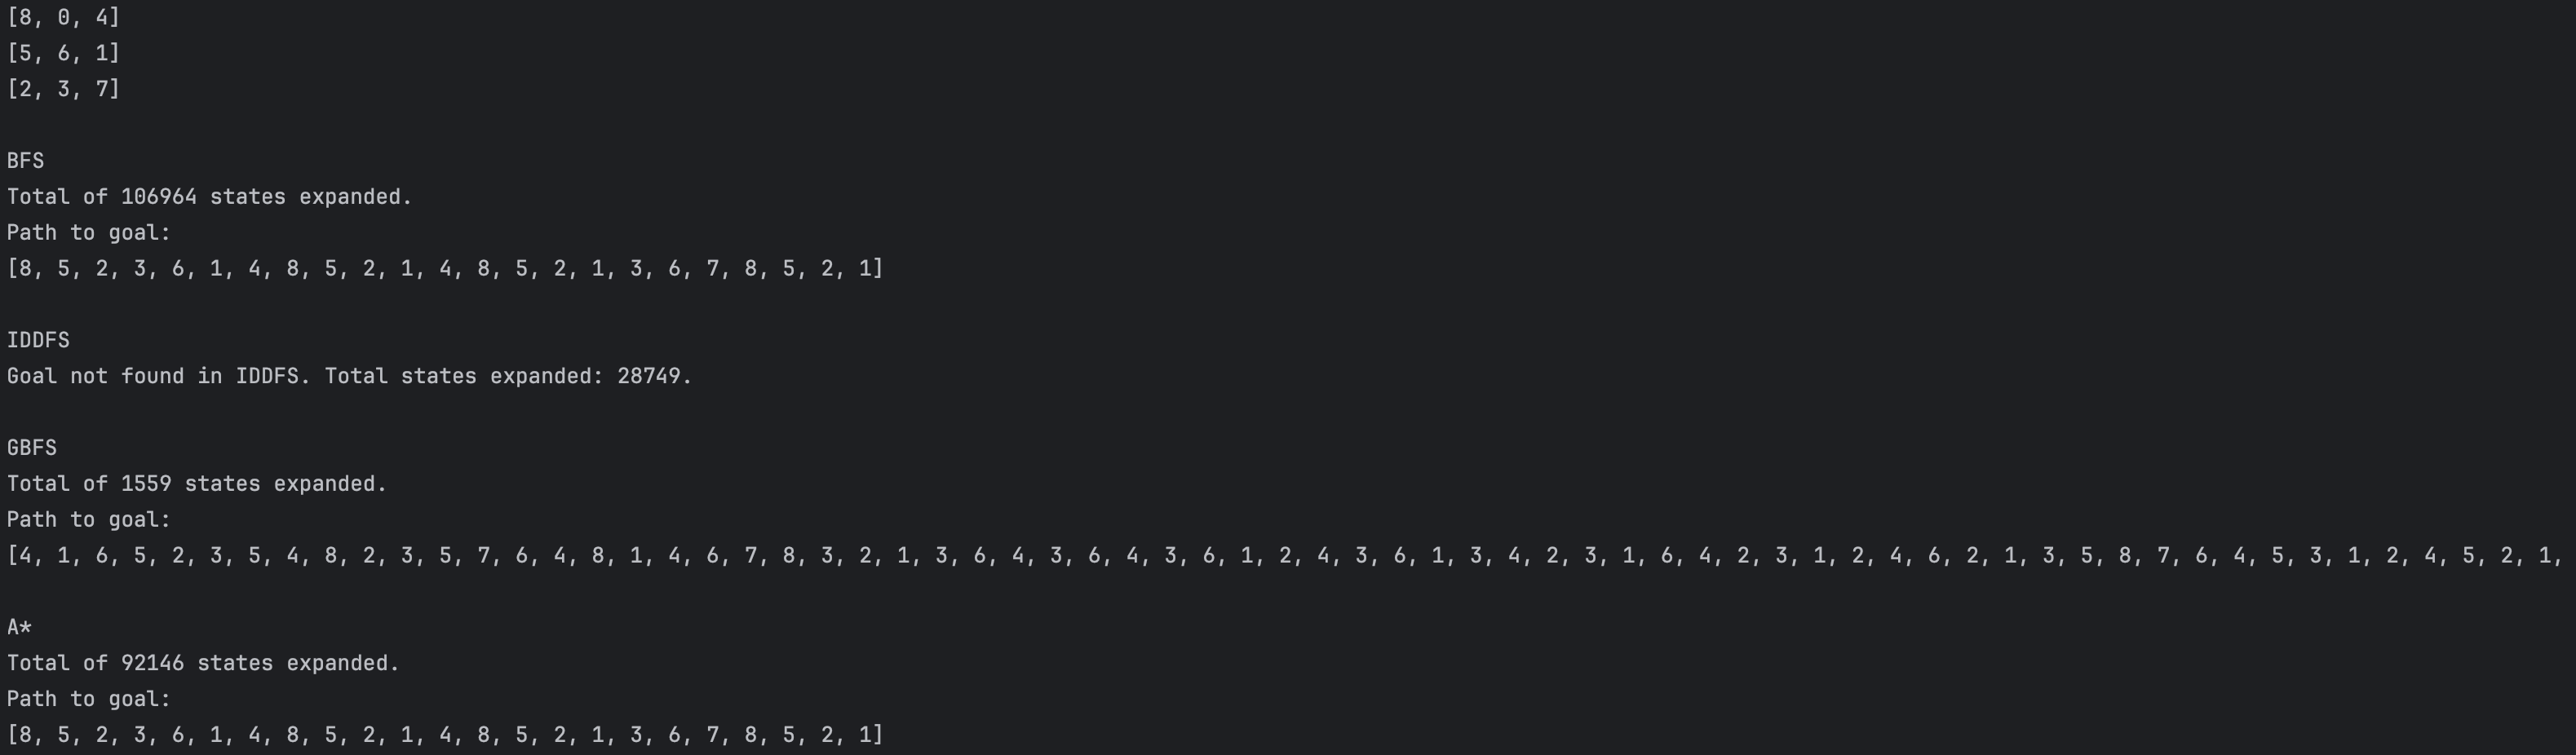 [8, 0, 4]
[5, 6, 1]
[2, 3, 7]
BFS
Total of 106964 states expanded.
Path to goal:
[8, 5, 2, 3, 6, 1, 4, 8, 5, 2, 1, 4, 8, 5, 2, 1, 3, 6, 7, 8, 5, 2, 1]
IDDFS
Goal not found in IDDFS. Total states expanded: 28749.
GBFS
Total of 1559 states expanded.
Path to goal:
[4, 1, 6, 5, 2, 3, 5, 4, 8, 2, 3, 5, 7, 6, 4, 8, 1, 4, 6, 7, 8, 3, 2, 1, 3, 6, 4, 3, 6, 4, 3, 6, 1, 2, 4, 3, 6, 1, 3, 4, 2, 3, 1, 6, 4, 2, 3, 1, 2, 4, 6, 2, 1, 3, 5, 8, 7, 6, 4, 5, 3, 1, 2, 4, 5, 2, 1,
A*
Total of 92146 states expanded.
Path to goal:
[8, 5, 2, 3, 6, 1, 4, 8, 5, 2, 1, 4, 8, 5, 2, 1, 3, 6, 7, 8, 5, 2, 1]